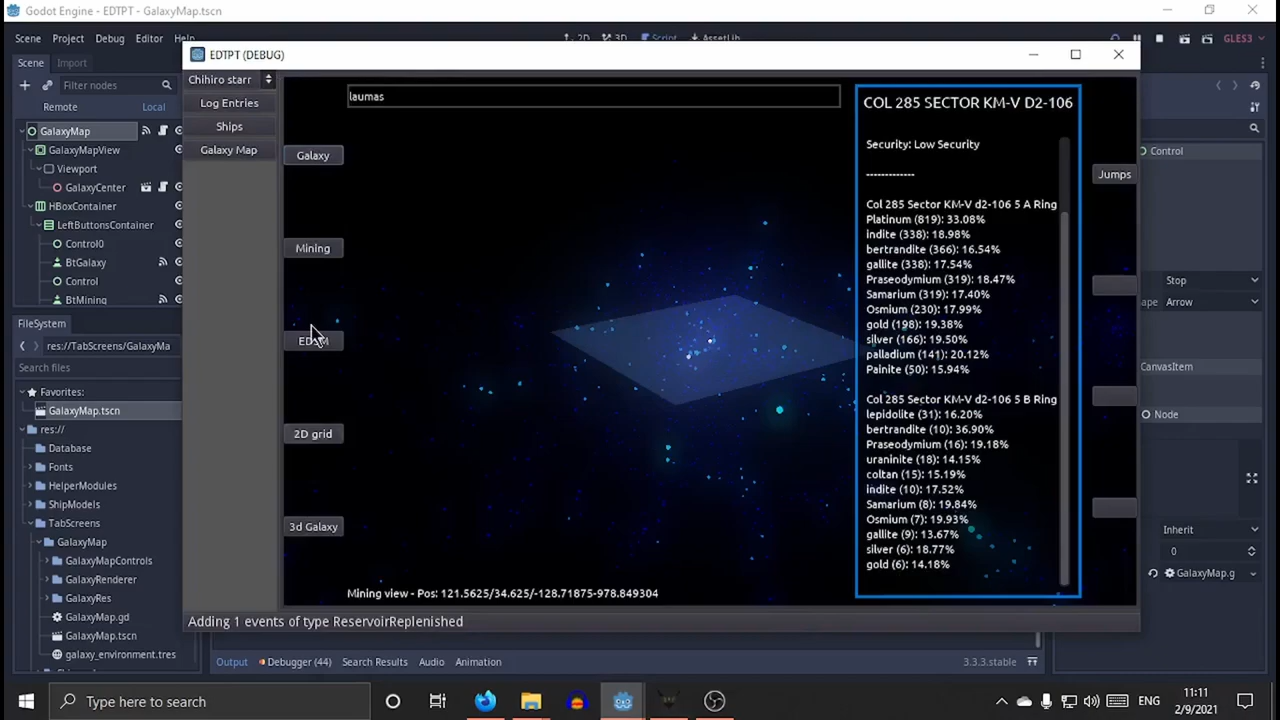 Godot Engine - EDTPT - GalaxyMap.tscn
Scene Project Debug Editor Help
2D 3D Script AssetLib
GLES3
EDTPT (DEBUG)
Scene Import
Filter nodes
Remote Local
GalaxyMap
GalaxyMapView
Viewport
GalaxyCenter
HBoxContainer
LeftButtonsContainer
Control0
BtGalaxy
Control
BtMining
FileSystem
res://TabScreens/GalaxyMa
Search files
Favorites:
GalaxyMap.tscn
res://
Database
Fonts
HelperModules
ShipModels
TabScreens
GalaxyMap
GalaxyMapControls
GalaxyRenderer
GalaxyRes
GalaxyMap.gd
GalaxyMap.tscn
galaxy_environment.tres
Chihiro starr
Log Entries
Ships
Galaxy Map
laumas
Galaxy
Mining
2D grid
3d Galaxy
Mining view - Pos: 121.5625/34.625/-128.71875-978.849304
COL 285 SECTOR KM-V D2-106
Security: Low Security
-------------
Col 285 Sector KM-V d2-106 5 A Ring
Platinum (819): 33.08%
indite (338): 18.98%
bertrandite (366): 16.54%
gallite (338): 17.54%
Praseodymium (319): 18.47%
Samarium (319): 17.40%
Osmium (230): 17.99%
gold (198): 19.38%
silver (166): 19.50%
palladium (141): 20.12%
Painite (50): 15.94%
Col 285 Sector KM-V d2-106 5 B Ring
lepidolite (31): 16.20%
bertrandite (10): 36.90%
Praseodymium (16): 19.18%
uraninite (18): 14.15%
coltan (15): 15.19%
indite (10): 17.52%
Samarium (8): 19.84%
Osmium (7): 19.93%
gallite (9): 13.67%
silver (6): 18.77%
gold (6): 14.18%
Jumps
Control
Stop
Arrow
CanvasItem
Node
Inherit
0
GalaxyMap.g
Adding 1 events of type ReservoirReplenished
Output Debugger (44) Search Results Audio Animation
3.3.3.stable
Type here to search
ENG
11:11
2/9/2021